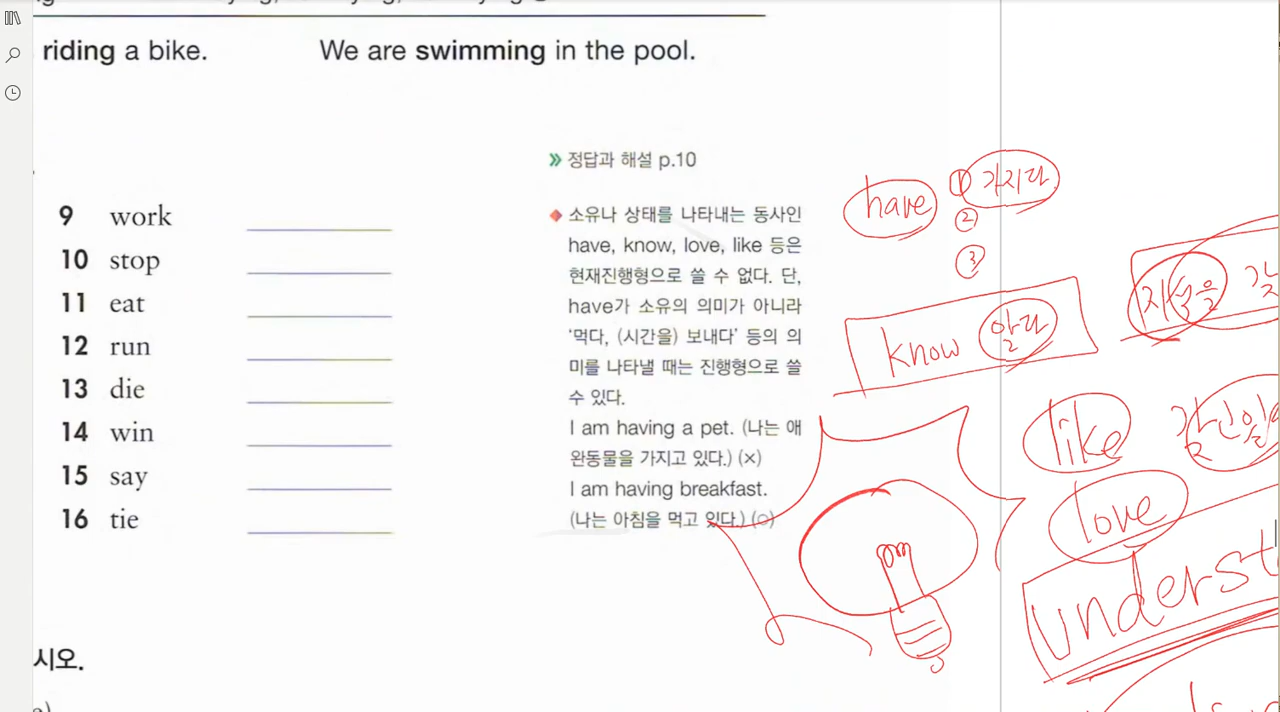 riding a bike. We are swimming in the pool.
» 정답과 해설 p.10
9 work
10 stop
11 eat
12 run
13 die
14 win
15 say
16 tie
◆ 소유나 상태를 나타내는 동사인
have, know, love, like 등은
현재진행형으로 쓸 수 없다. 단,
have가 소유의 의미가 아니라
‘먹다, (시간을) 보내다’ 등의 의
미를 나타낼 때는 진행형으로 쓸
수 있다.
I am having a pet. (나는 애
완동물을 가지고 있다.) (×)
I am having breakfast.
(나는 아침을 먹고 있다.) (○)
시오.
have ① 가지다
②
③
know 알다
지식을
like
love
underst